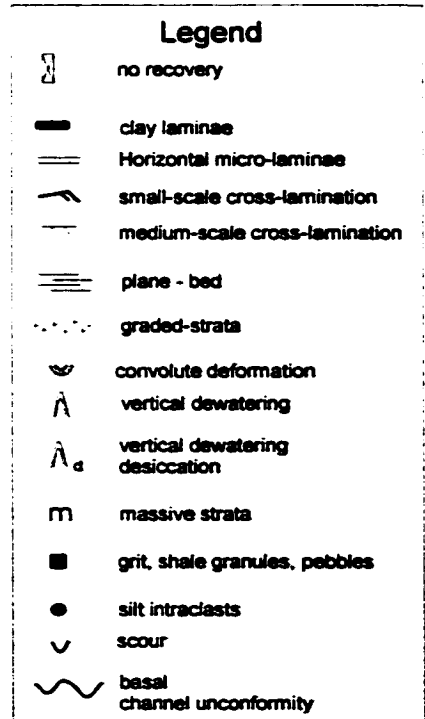 Legend
no recovery
clay laminae
Horizontal micro-laminae
small-scale cross-lamination
medium-scale cross-lamination
plane - bed
graded-strata
convolute deformation
vertical dewatering
d vertical dewatering
desiccation
m massive strata
grit, shale granules, pebbles
silt intraclasts
scour
basal
channel unconformity